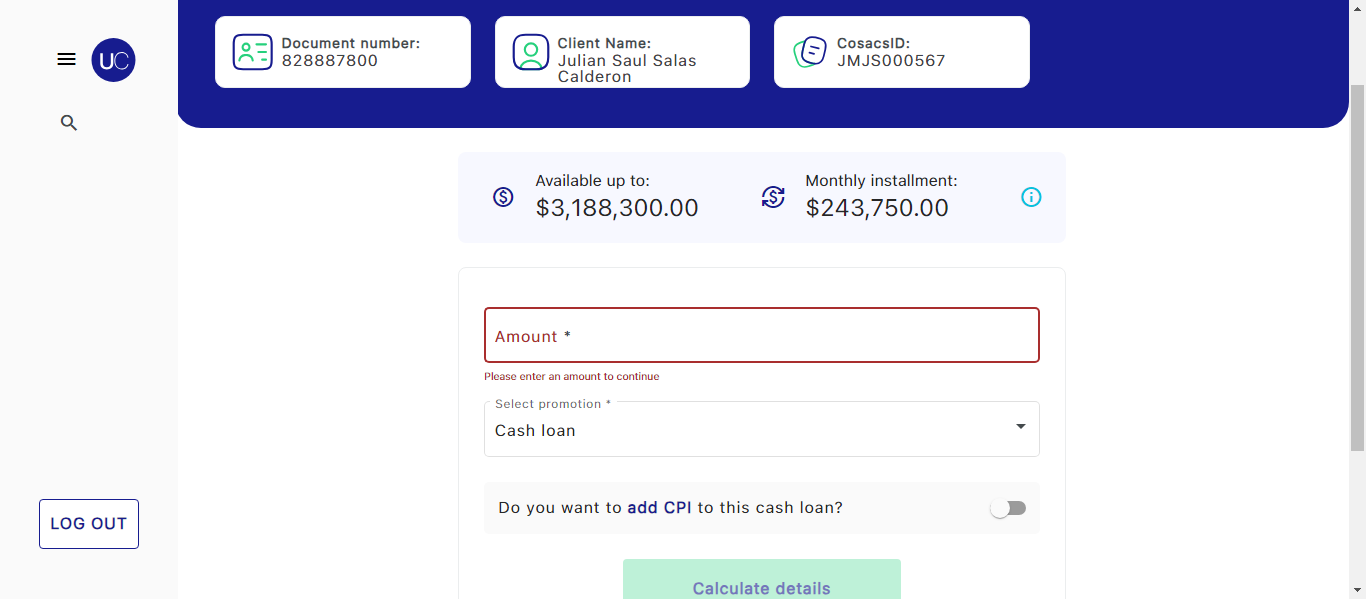 UC
Document number:
828887800
Client Name:
Julian Saul Salas
Calderon
CosacsID:
JMJS000567
Available up to:
$3,188,300.00
Monthly installment:
$243,750.00
Amount *
Please enter an amount to continue
Select promotion *
Cash loan
Do you want to add CPI to this cash loan?
Calculate details
LOG OUT